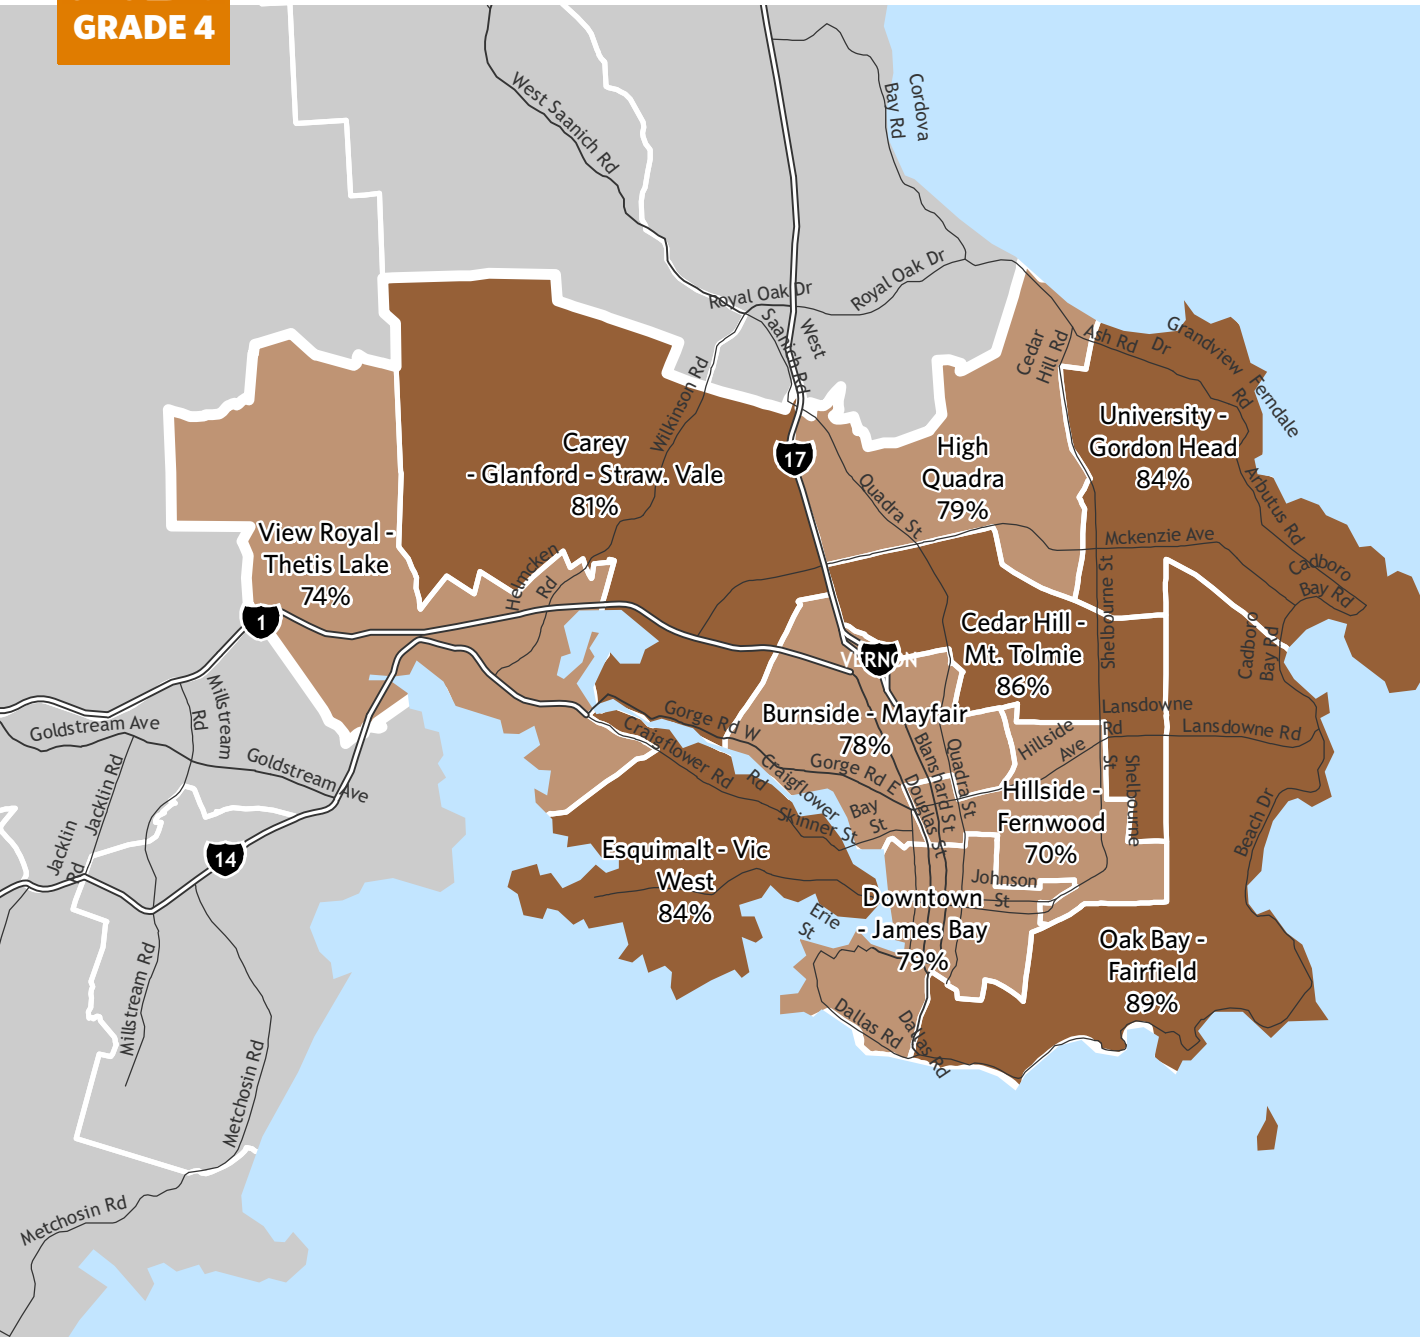 GRADE 4
West Saanich Rd
Cordova
Bay Rd
Royal Oak Dr
Royal Oak Dr
West
Saanich Rd
Wilkinson Rd
Cedar
Hill Rd
Ash Rd
Grandview
Dr
Ferndale
Rd
Carey
- Glanford - Straw. Vale
81%
17
High
Quadra
79%
University -
Gordon Head
84%
Quadra St
Arbutus Rd
Mckenzie Ave
Cadboro
Bay Rd
View Royal -
Thetis Lake
74%
Helmcken
Rd
1
Shelbourne St
Cedar Hill -
Mt. Tolmie
86%
Cadboro
Bay Rd
VERNON
Millstream
Rd
Goldstream Ave
Goldstream Ave
Gorge Rd W
Burnside - Mayfair
78%
Lansdowne
Rd
Lansdowne Rd
Hillside
Ave
Craigflower Rd
Craigflower
Rd
Gorge Rd E
Blanshard St
Quadra St
Douglas St
Shelbourne
St
Jacklin Rd
Jacklin
Rd
Hillside -
Fernwood
70%
Bay
St
Skinner St
Beach Dr
14
Esquimalt - Vic
West
84%
Johnson
St
Downtown
- James Bay
79%
Erie
St
Oak Bay -
Fairfield
89%
Millstream Rd
Dallas Rd
Dallas Rd
Metchosin Rd
Metchosin Rd